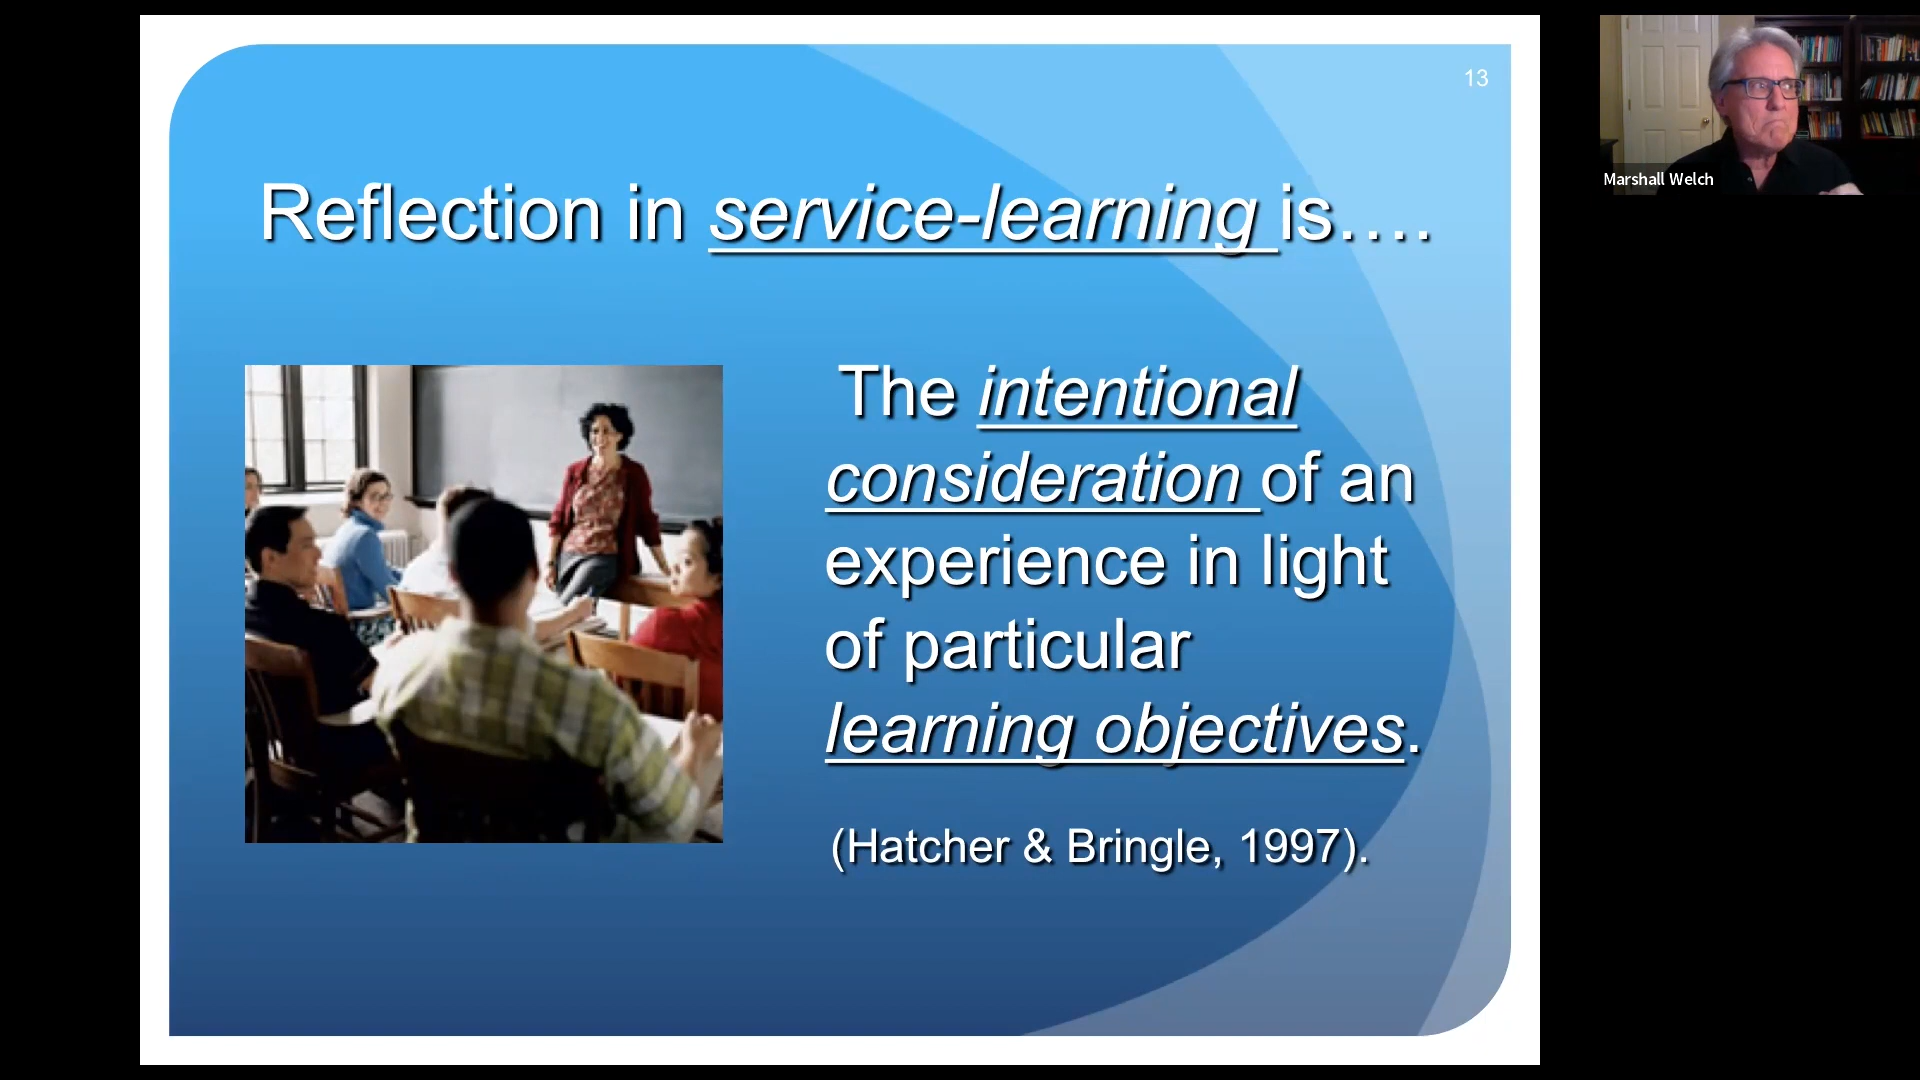 13
Reflection in service-learning is….
The intentional
consideration of an
experience in light
of particular
learning objectives.
(Hatcher & Bringle, 1997).
Marshall Welch